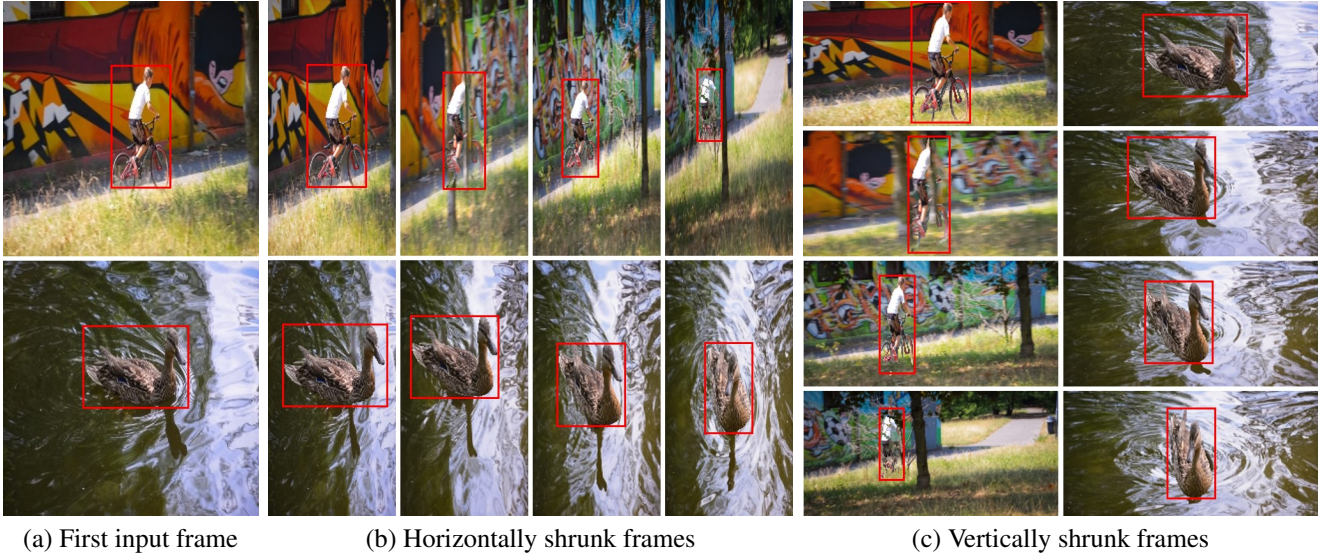 (a) First input frame
(b) Horizontally shrunk frames
(c) Vertically shrunk frames